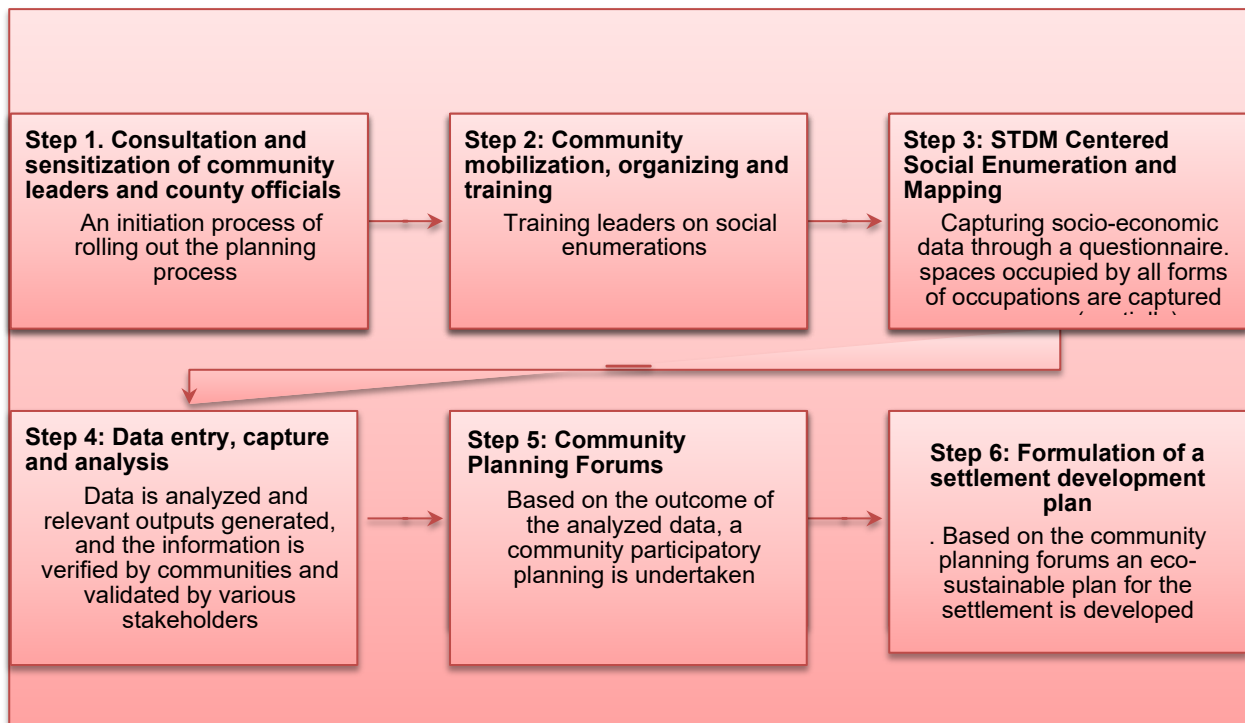 Step 1. Consultation and
sensitization of community
leaders and county officials
An initiation process of
rolling out the planning
process
Step 2: Community
mobilization, organizing and
training
Training leaders on social
enumerations
Step 3: STDM Centered
Social Enumeration and
Mapping
Capturing socio-economic
data through a questionnaire.
spaces occupied by all forms
of occupations are captured
Step 4: Data entry, capture
and analysis
Data is analyzed and
relevant outputs generated,
and the information is
verified by communities and
validated by various
stakeholders
Step 5: Community
Planning Forums
Based on the outcome of
the analyzed data, a
community participatory
planning is undertaken
Step 6: Formulation of a
settlement development
plan
. Based on the community
planning forums an eco-
sustainable plan for the
settlement is developed